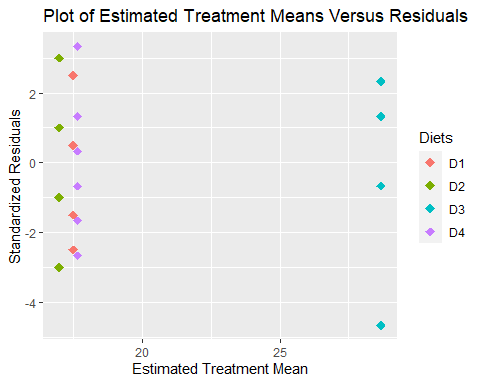 Plot of Estimated Treatment Means Versus Residuals
Standardized Residuals
2
0
-2
-4
20
25
Estimated Treatment Mean
Diets
D1
D2
D3
D4